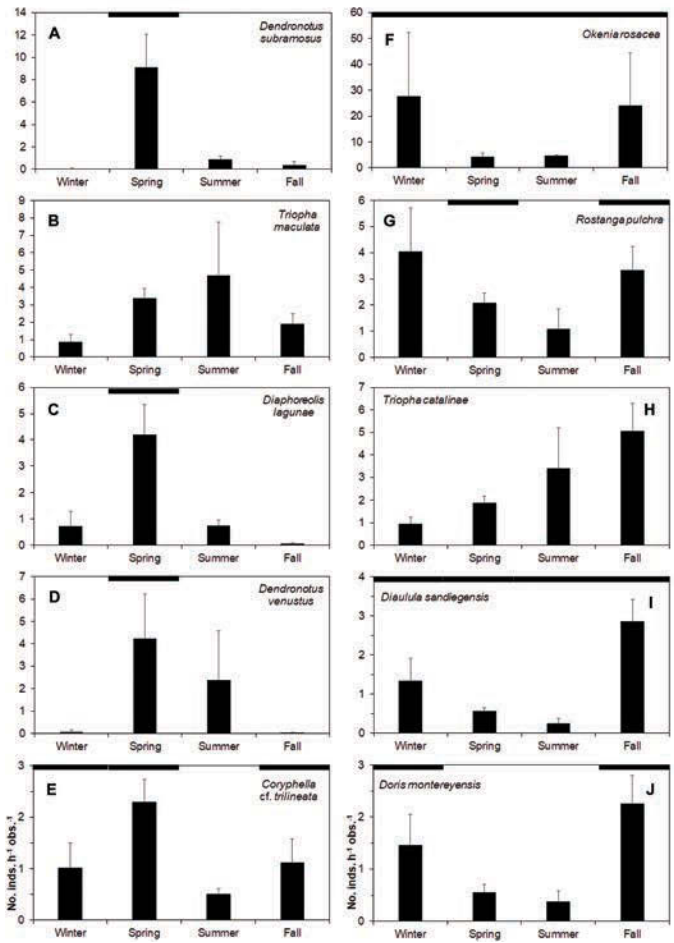 A
Dendronotus
subramosus
14
12
10
8
6
4
2
0
Winter Spring Summer Fall
B
Triopha
maculata
9
8
7
6
5
4
3
2
1
0
Winter Spring Summer Fall
C
Diaphoreolis
lagunae
6
5
4
3
2
1
0
Winter Spring Summer Fall
D
Dendronotus
venustus
7
6
5
4
3
2
1
0
Winter Spring Summer Fall
E
Coryphella
cf. trilineata
3
2
1
0
No. inds. h⁻¹ obs.⁻¹
Winter Spring Summer Fall
F
Okenia rosacea
60
50
40
30
20
10
0
Winter Spring Summer Fall
G
Rostanga pulchra
6
5
4
3
2
1
0
Winter Spring Summer Fall
Triopha catalinae
H
7
6
5
4
3
2
1
0
Winter Spring Summer Fall
Diaulula sandiegensis
I
4
3
2
1
0
Winter Spring Summer Fall
Doris montereyensis
J
3
2
1
0
No. inds. h⁻¹ obs.⁻¹
Winter Spring Summer Fall